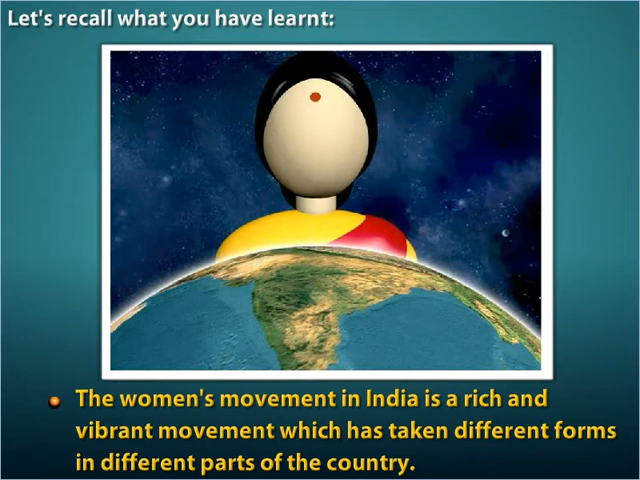 Let's recall what you have learnt:
The women's movement in India is a rich and
vibrant movement which has taken different forms
in different parts of the country.